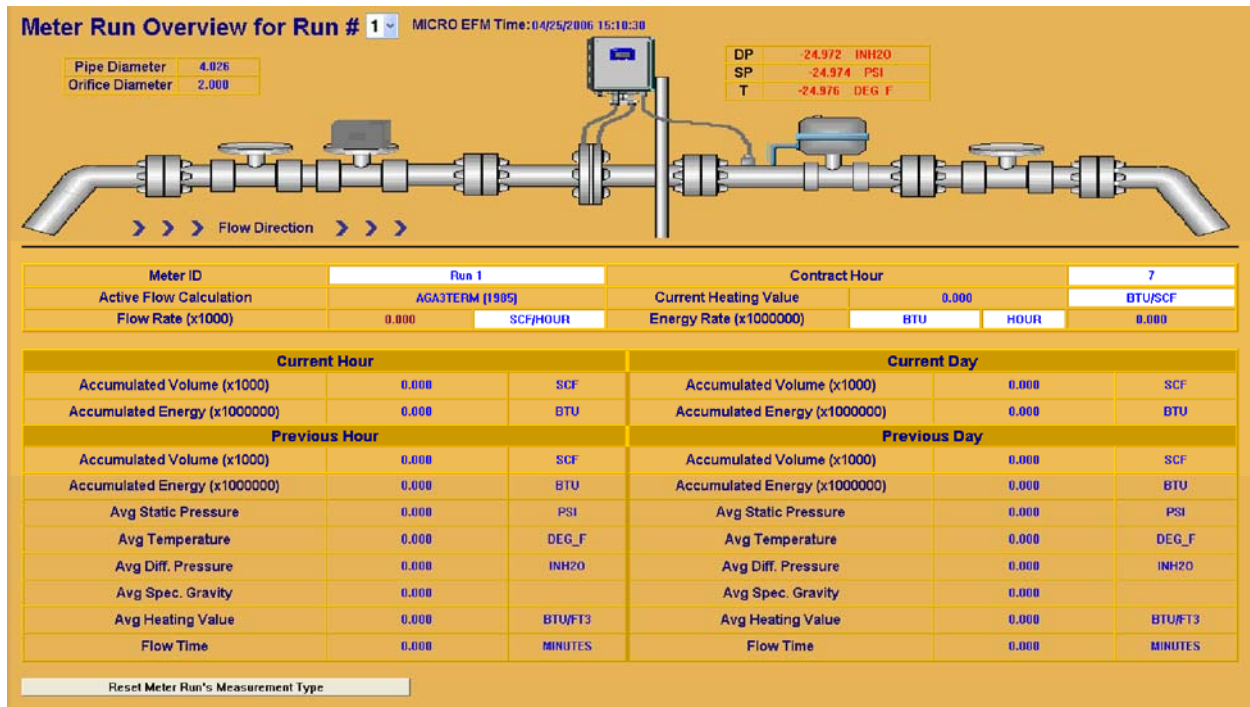 Meter Run Overview for Run # 1 MICRO EFM Time: 04/25/2006 15:10:30
Pipe Diameter 4.026
Orifice Diameter 2.000
DP -24.972 INH2O
SP -24.974 PSI
T -24.976 DEG F
Flow Direction
Meter ID Run 1 Contract Hour 7
Active Flow Calculation AGA3TERM (1985) Current Heating Value 0.000 BTU/SCF
Flow Rate (x1000) 0.000 SCF/HOUR Energy Rate (x1000000) BTU HOUR 0.000
Current Hour Current Day
Accumulated Volume (x1000) 0.000 SCF Accumulated Volume (x1000) 0.000 SCF
Accumulated Energy (x1000000) 0.000 BTU Accumulated Energy (x1000000) 0.000 BTU
Previous Hour Previous Day
Accumulated Volume (x1000) 0.000 SCF Accumulated Volume (x1000) 0.000 SCF
Accumulated Energy (x1000000) 0.000 BTU Accumulated Energy (x1000000) 0.000 BTU
Avg Static Pressure 0.000 PSI Avg Static Pressure 0.000 PSI
Avg Temperature 0.000 DEG_F Avg Temperature 0.000 DEG_F
Avg Diff. Pressure 0.000 INH2O Avg Diff. Pressure 0.000 INH2O
Avg Spec. Gravity 0.000 Avg Spec. Gravity 0.000
Avg Heating Value 0.000 BTU/FT3 Avg Heating Value 0.000 BTU/FT3
Flow Time 0.000 MINUTES Flow Time 0.000 MINUTES
Reset Meter Run's Measurement Type